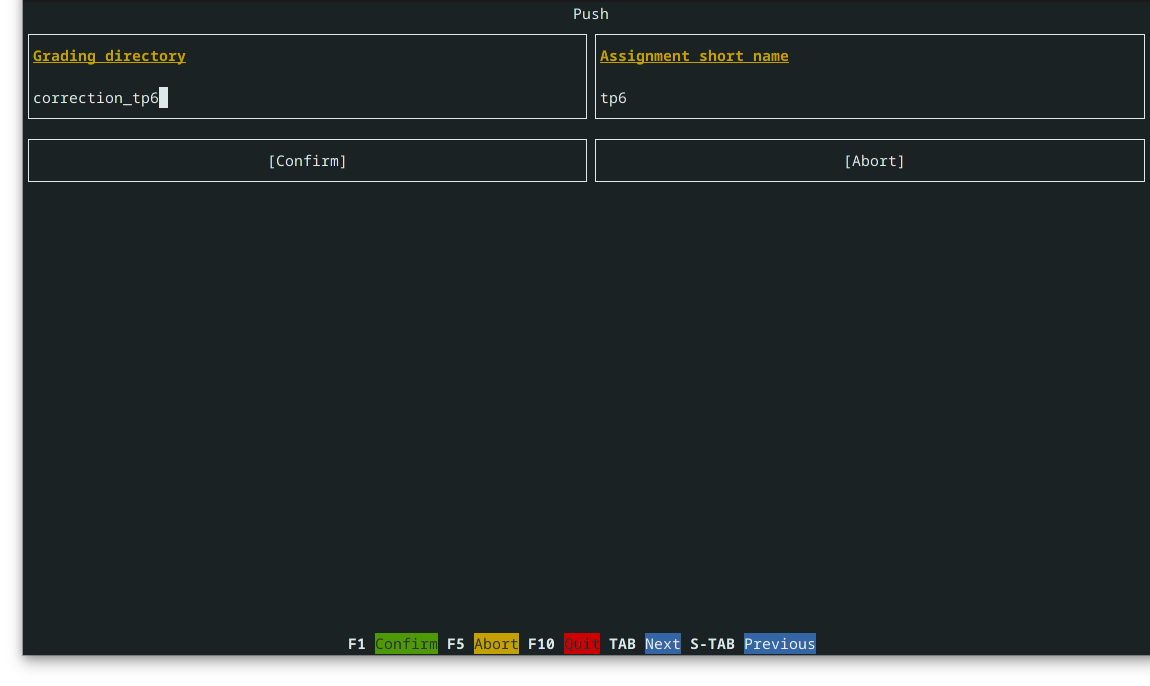 Push
Grading directory
Assignment short name
correction_tp6
tp6
[Confirm]
[Abort]
F1 Confirm F5 Abort F10 Quit TAB Next S-TAB Previous